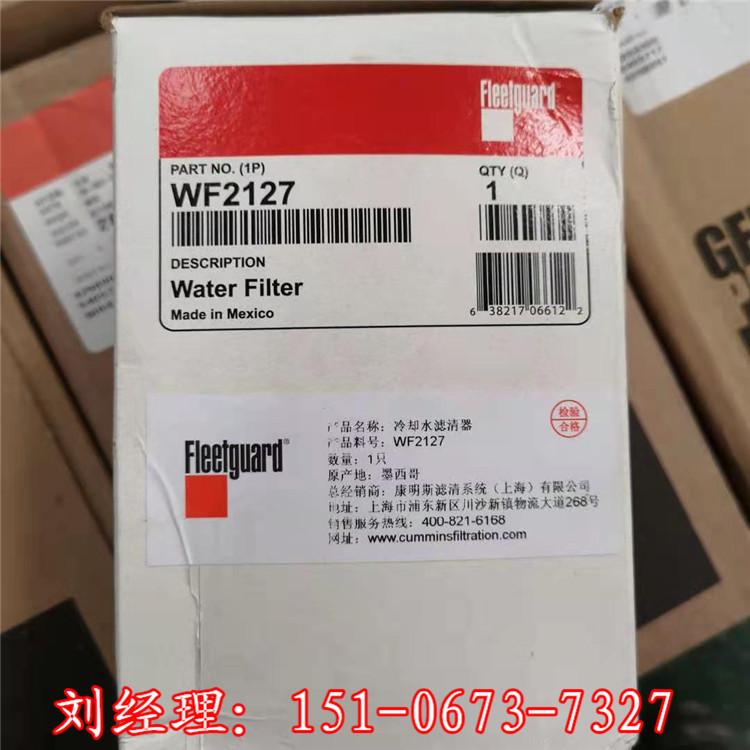 Fleetguard
PART NO. (1P)
QTY (Q)
WF2127
1
DESCRIPTION
Water Filter
Made in Mexico
6 38217 06612 2
产品名称：冷却水滤清器
产品料号：WF2127
数量：1只
原产地：墨西哥
总经销商：康明斯滤清系统（上海）有限公司
地址：上海市浦东新区川沙新镇物流大道268号
销售服务热线：400-821-6168
网址：www.cumminsfiltration.com
检验
合格
Fleetguard®
GE
刘经理：151-0673-7327